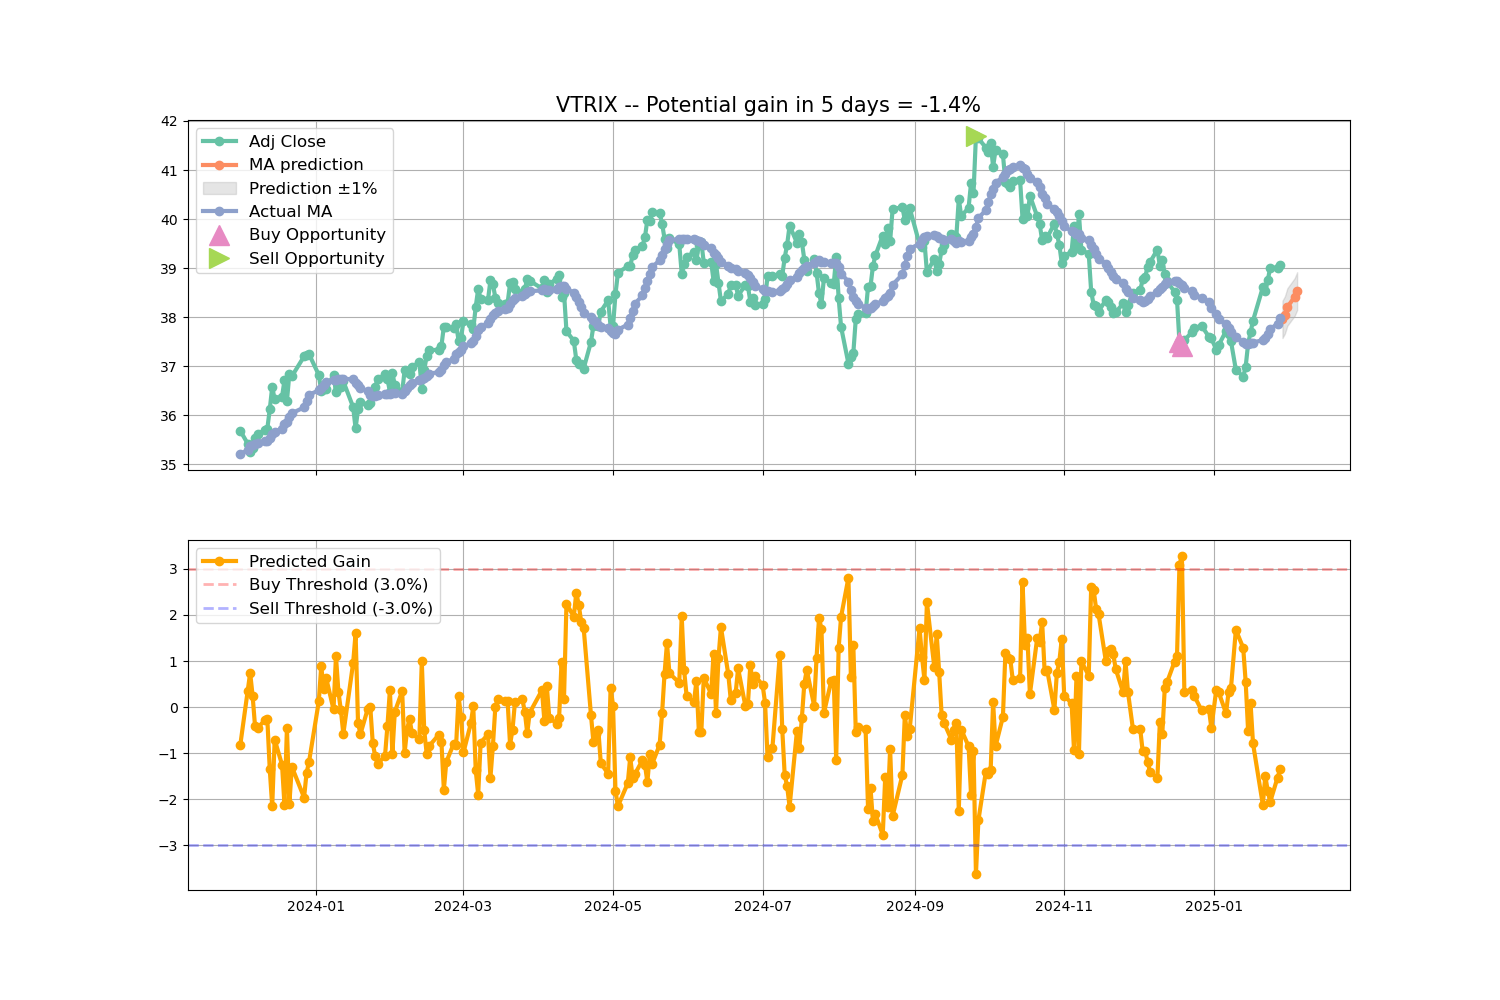 VTRIX -- Potential gain in 5 days = -1.4%
42
41
40
39
38
37
36
35
Adj Close
MA prediction
Prediction ±1%
Actual MA
Buy Opportunity
Sell Opportunity
3
2
1
0
−1
−2
−3
Predicted Gain
Buy Threshold (3.0%)
Sell Threshold (-3.0%)
2024-01
2024-03
2024-05
2024-07
2024-09
2024-11
2025-01